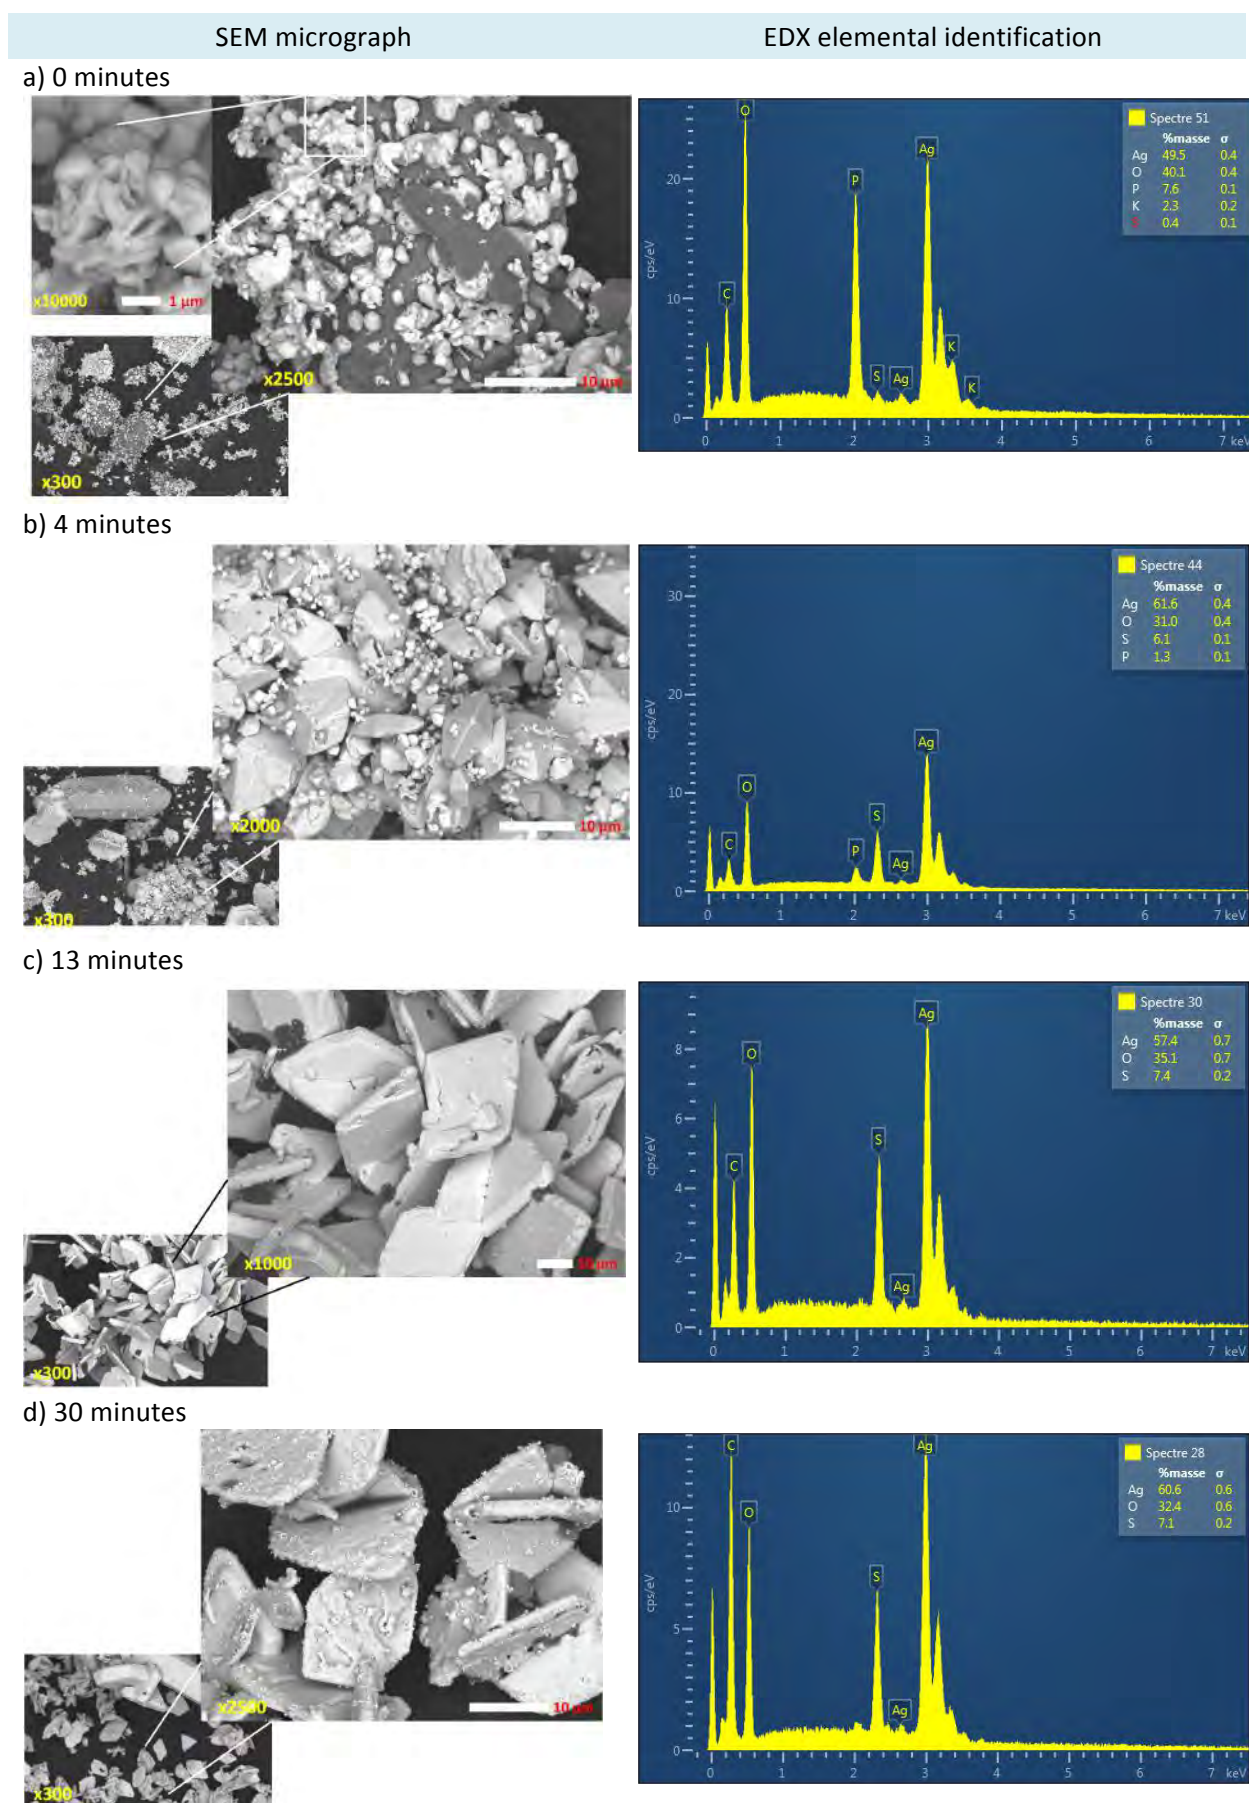 SEM micrograph EDX elemental identification
a) 0 minutes
x10000 1 µm
x2500 10 µm
x300
Spectre 51
%masse σ
Ag 49.5 0.4
O 40.1 0.4
P 7.6 0.1
K 2.3 0.2
0.4 0.1
cps/eV
20
10
0
C O P S Ag Ag K K
0 1 2 3 4 5 6 7 keV
b) 4 minutes
x2000 10 µm
x300
Spectre 44
%masse σ
Ag 61.6 0.4
O 31.0 0.4
S 6.1 0.1
P 1.3 0.1
cps/eV
30
20
10
0
C O P S Ag Ag
0 1 2 3 4 5 6 7 keV
c) 13 minutes
x1000 10 µm
x300
Spectre 30
%masse σ
Ag 57.4 0.7
O 35.1 0.7
S 7.4 0.2
cps/eV
8
6
4
2
0
C O S Ag Ag
0 1 2 3 4 5 6 7 keV
d) 30 minutes
x2500 10 µm
x300
Spectre 28
%masse σ
Ag 60.6 0.6
O 32.4 0.6
S 7.1 0.2
cps/eV
10
5
0
C O S Ag Ag
0 1 2 3 4 5 6 7 keV